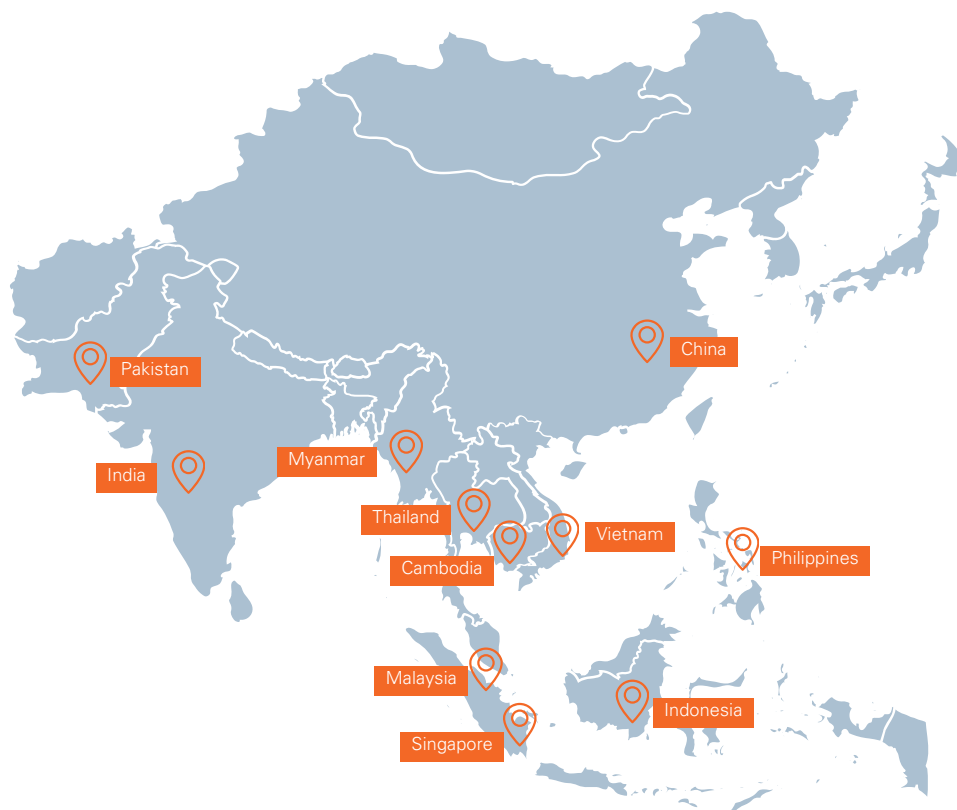 China
Pakistan
Myanmar
India
Thailand
Vietnam
Philippines
Cambodia
Malaysia
Indonesia
Singapore